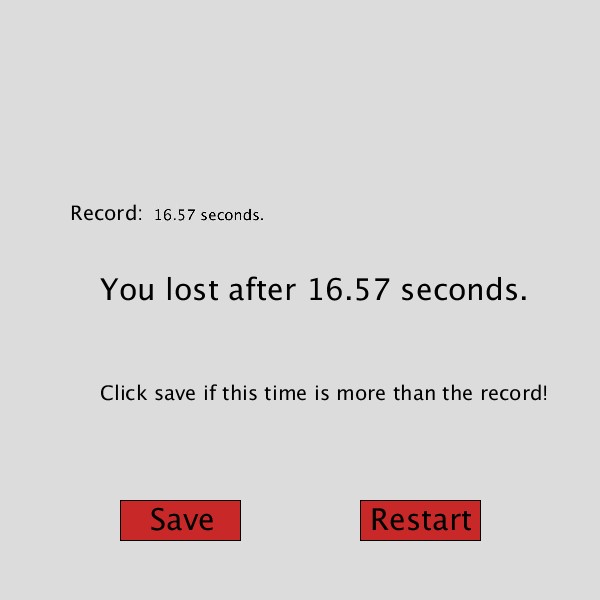 Record: 16.57 seconds.
You lost after 16.57 seconds.
Click save if this time is more than the record!
Save
Restart